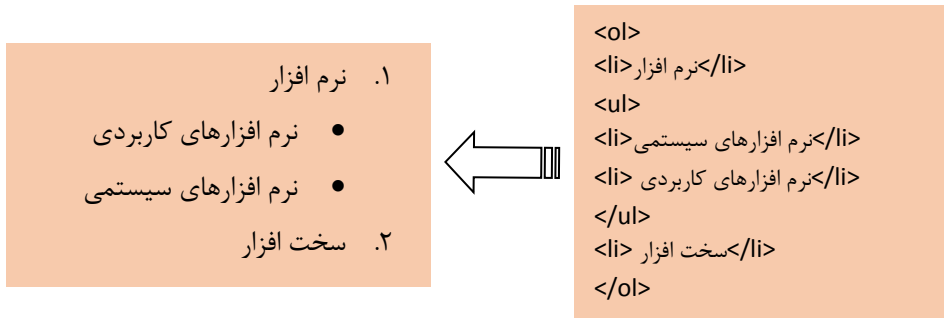 <ol>
<li>نرم افزار</li>
<ul>
<li>نرم افزارهای سیستمی</li>
<li> نرم افزارهای کاربردی</li>
</ul>
<li> سخت افزار</li>
</ol>
۱. نرم افزار
• نرم افزارهای کاربردی
• نرم افزارهای سیستمی
۲. سخت افزار